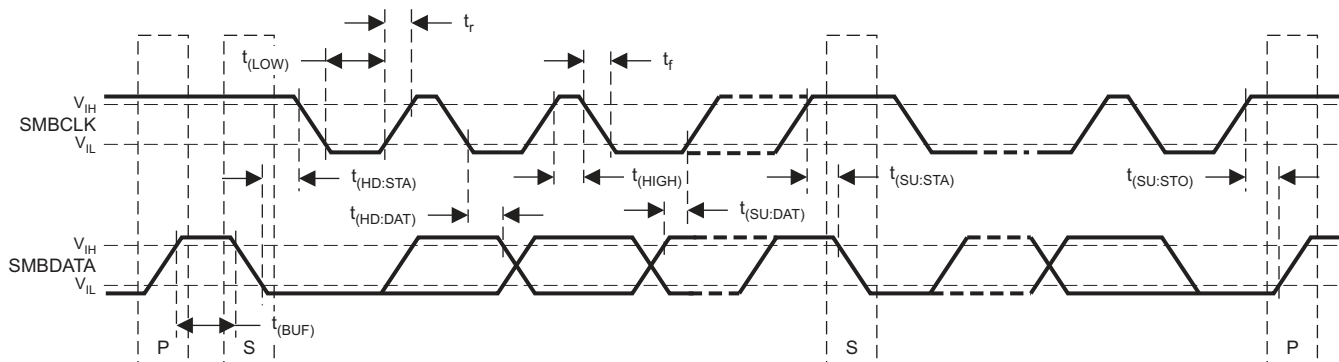 tr
t(LOW)
tf
VIH
SMBCLK
VIL
t(HD:STA)
t(HIGH)
t(SU:STA)
t(SU:STO)
t(HD:DAT)
t(SU:DAT)
VIH
SMBDATA
VIL
t(BUF)
P
S
S
P